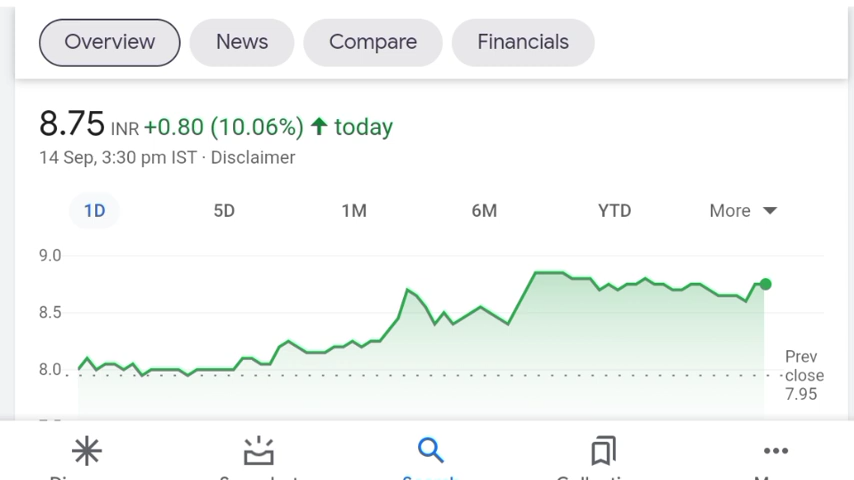 Overview News Compare Financials
8.75 INR +0.80 (10.06%) ↑ today
14 Sep, 3:30 pm IST · Disclaimer
1D 5D 1M 6M YTD More
9.0
8.5
8.0
Prev
close
7.95